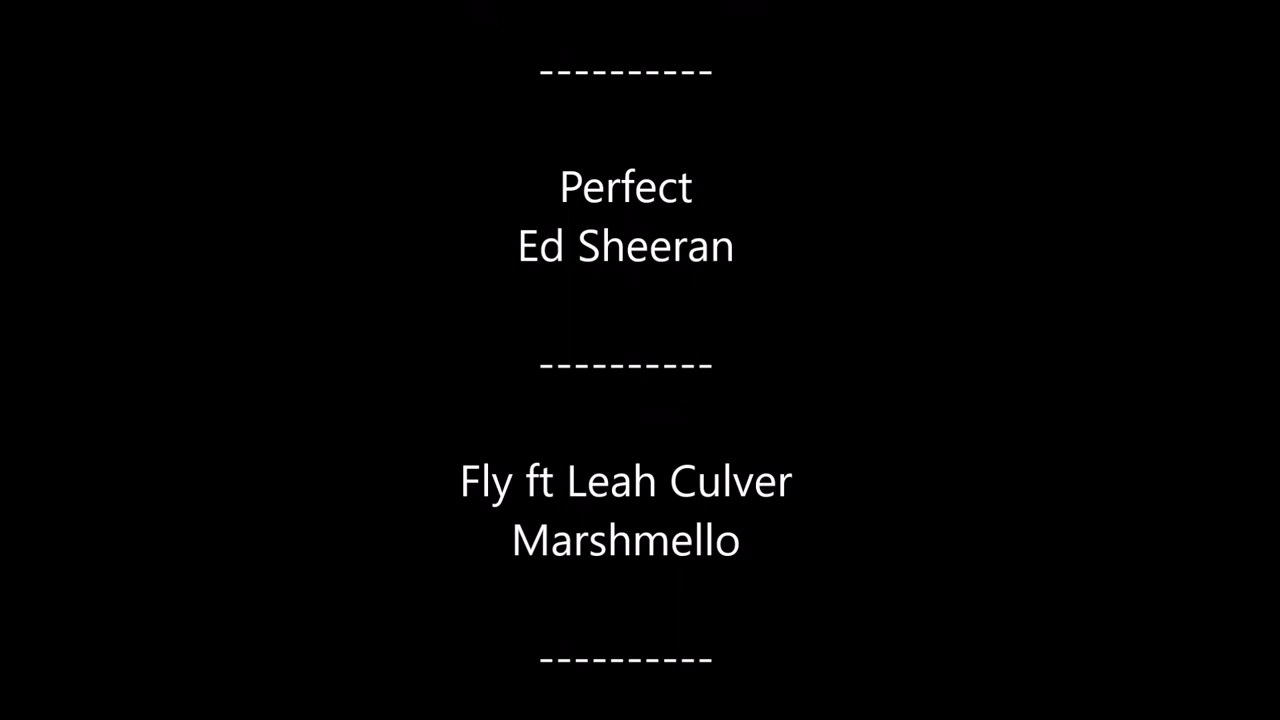 ----------
Perfect
Ed Sheeran
----------
Fly ft Leah Culver
Marshmello
----------